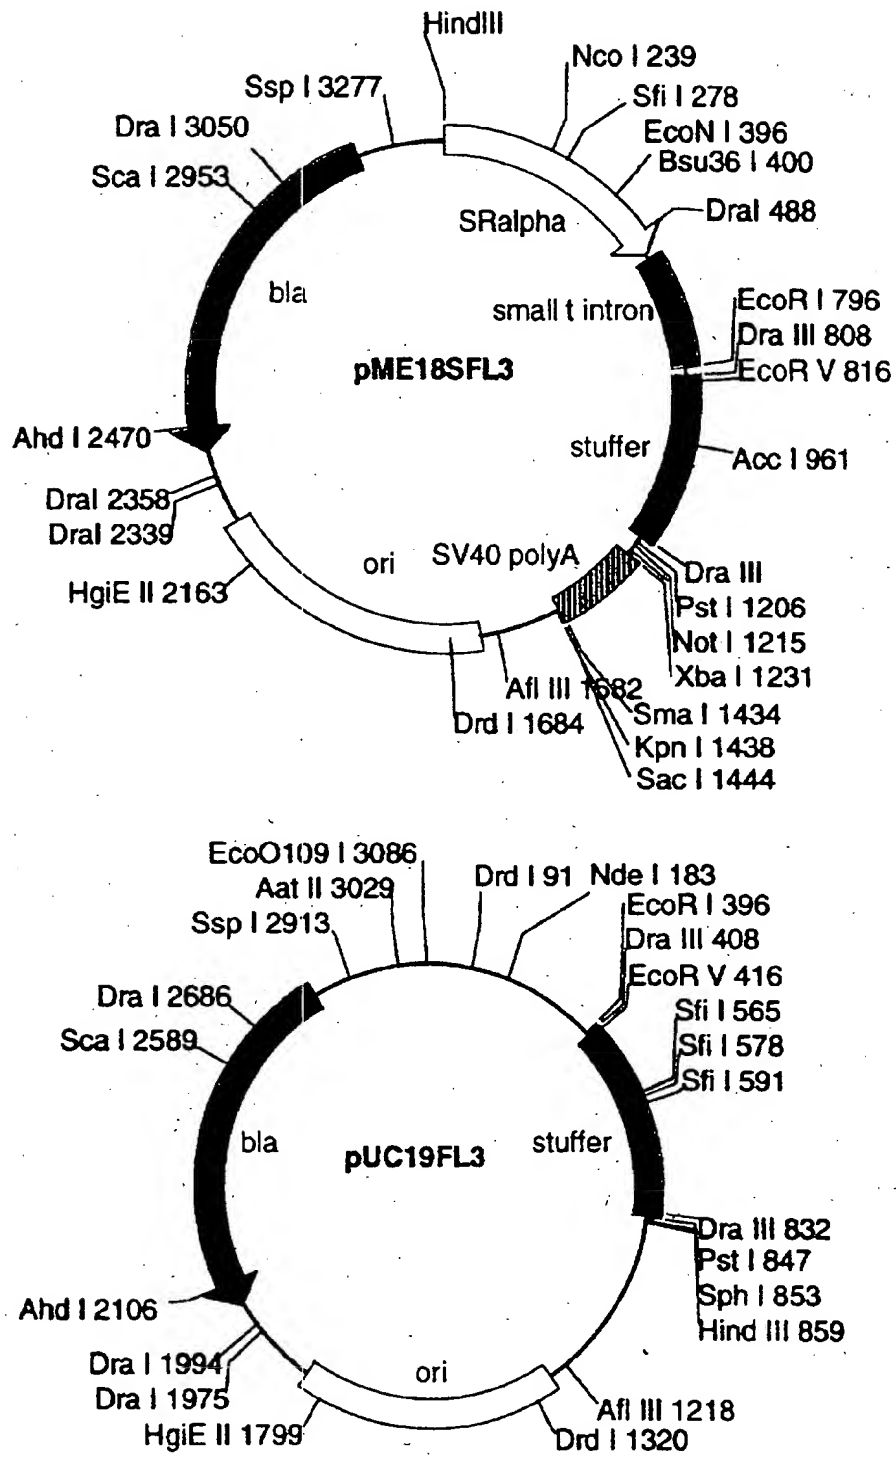 HindIII
Nco I 239
Ssp I 3277
Sfi I 278
Dra I 3050
EcoN I 396
Bsu36 I 400
Sca I 2953
DraI 488
SRalpha
bla
small t intron
EcoR I 796
Dra III 808
pME18SFL3
EcoR V 816
Ahd I 2470
stuffer
Acc I 961
DraI 2358
DraI 2339
ori
SV40 polyA
Dra III
HgiE II 2163
Pst I 1206
Not I 1215
Xba I 1231
Afl III 1682
Drd I 1684
Sma I 1434
Kpn I 1438
Sac I 1444
EcoO109 I 3086
Drd I 91
Nde I 183
Aat II 3029
EcoR I 396
Ssp I 2913
Dra III 408
EcoR V 416
Dra I 2686
Sfi I 565
Sca I 2589
Sfi I 578
Sfi I 591
bla
pUC19FL3
stuffer
Dra III 832
Pst I 847
Ahd I 2106
Sph I 853
Hind III 859
Dra I 1994
ori
Dra I 1975
Afl III 1218
HgiE II 1799
Drd I 1320